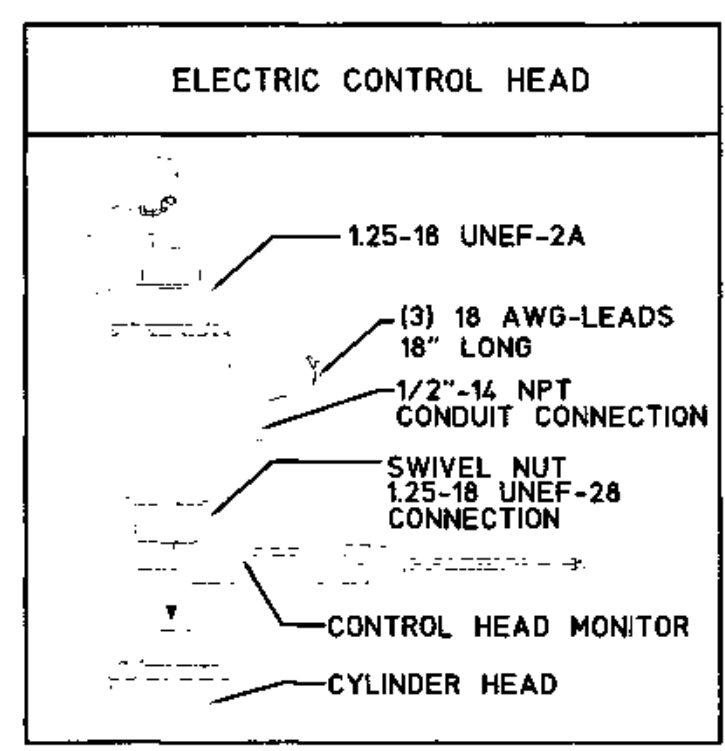 ELECTRIC CONTROL HEAD
1.25-18 UNEF-2A
(3) 18 AWG-LEADS
18" LONG
1/2"-14 NPT
CONDUIT CONNECTION
SWIVEL NUT
1.25-18 UNEF-28
CONNECTION
CONTROL HEAD MONITOR
CYLINDER HEAD